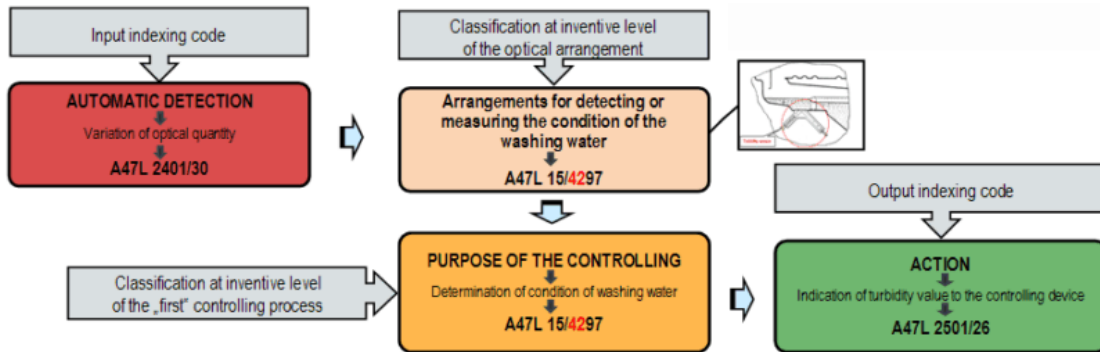 Input indexing code
Classification at inventive level
of the optical arrangement
AUTOMATIC DETECTION
Variation of optical quantity
A47L 2401/30
Arrangements for detecting or
measuring the condition of the
washing water
A47L 15/4297
Output indexing code
Classification at inventive level
of the „first” controlling process
PURPOSE OF THE CONTROLLING
Determination of condition of washing water
A47L 15/4297
ACTION
Indication of turbidity value to the controlling device
A47L 2501/26